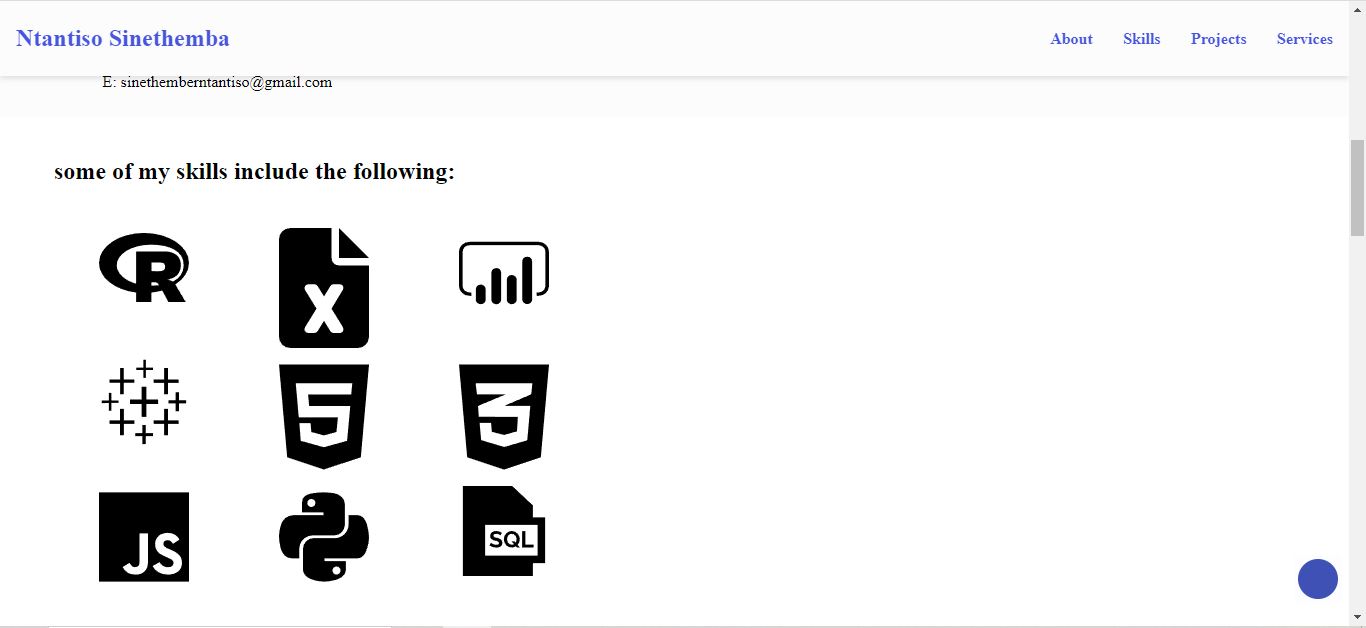 Ntantiso Sinethemba
About Skills Projects Services
E: sinethemberntantiso@gmail.com
some of my skills include the following:
R X
5 3
JS SQL